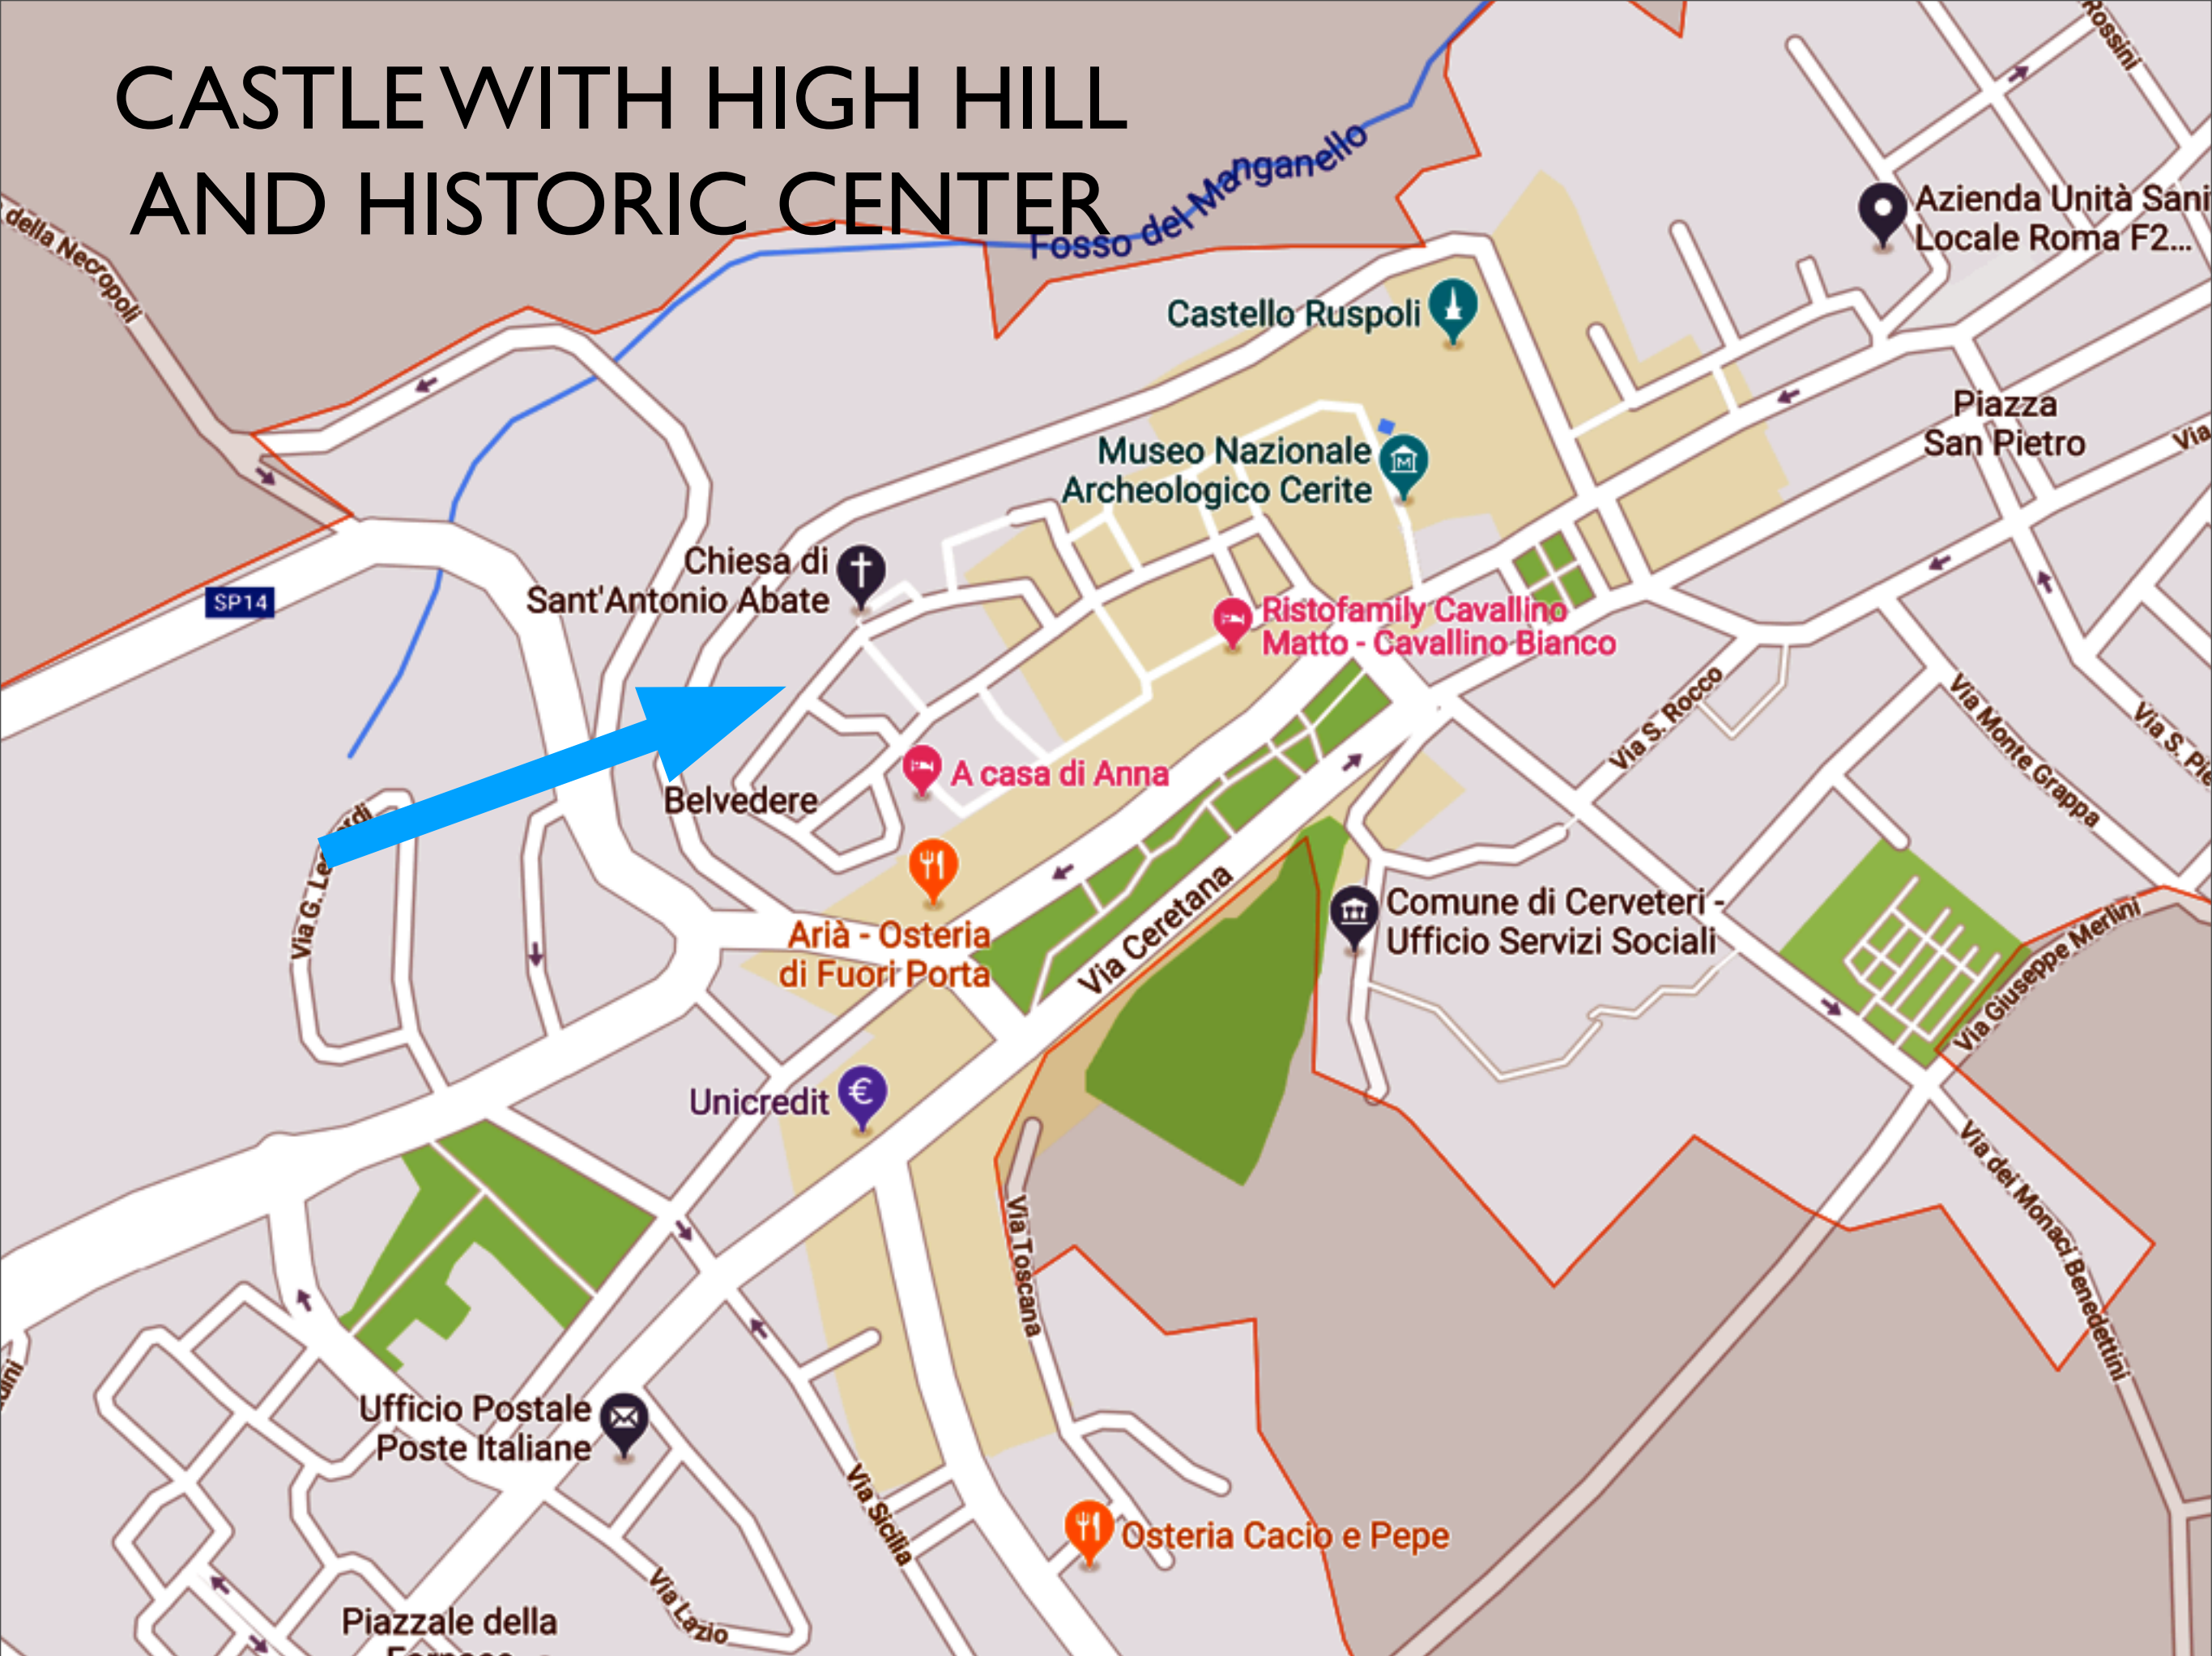 CASTLE WITH HIGH HILL
AND HISTORIC CENTER
Rossini
della Necropoli
Fosso del Manganello
Azienda Unità Sani
Locale Roma F2...
Castello Ruspoli
Piazza
San Pietro
Via
Museo Nazionale
Archeologico Cerite
M
Chiesa di
Sant'Antonio Abate
SP14
Ristofamily Cavallino
Matto - Cavallino Bianco
Via S. Rocco
Via Monte Grappa
Via S. Pie
A casa di Anna
Belvedere
Via G. Le
rdi
Arià - Osteria
di Fuori Porta
Via Ceretana
Comune di Cerveteri -
Ufficio Servizi Sociali
Via Giuseppe Merlini
Unicredit
€
Via Toscana
Via dei Monaci Benedettini
Ufficio Postale
Poste Italiane
Via Sicilia
Osteria Cacio e Pepe
Via Lazio
Piazzale della